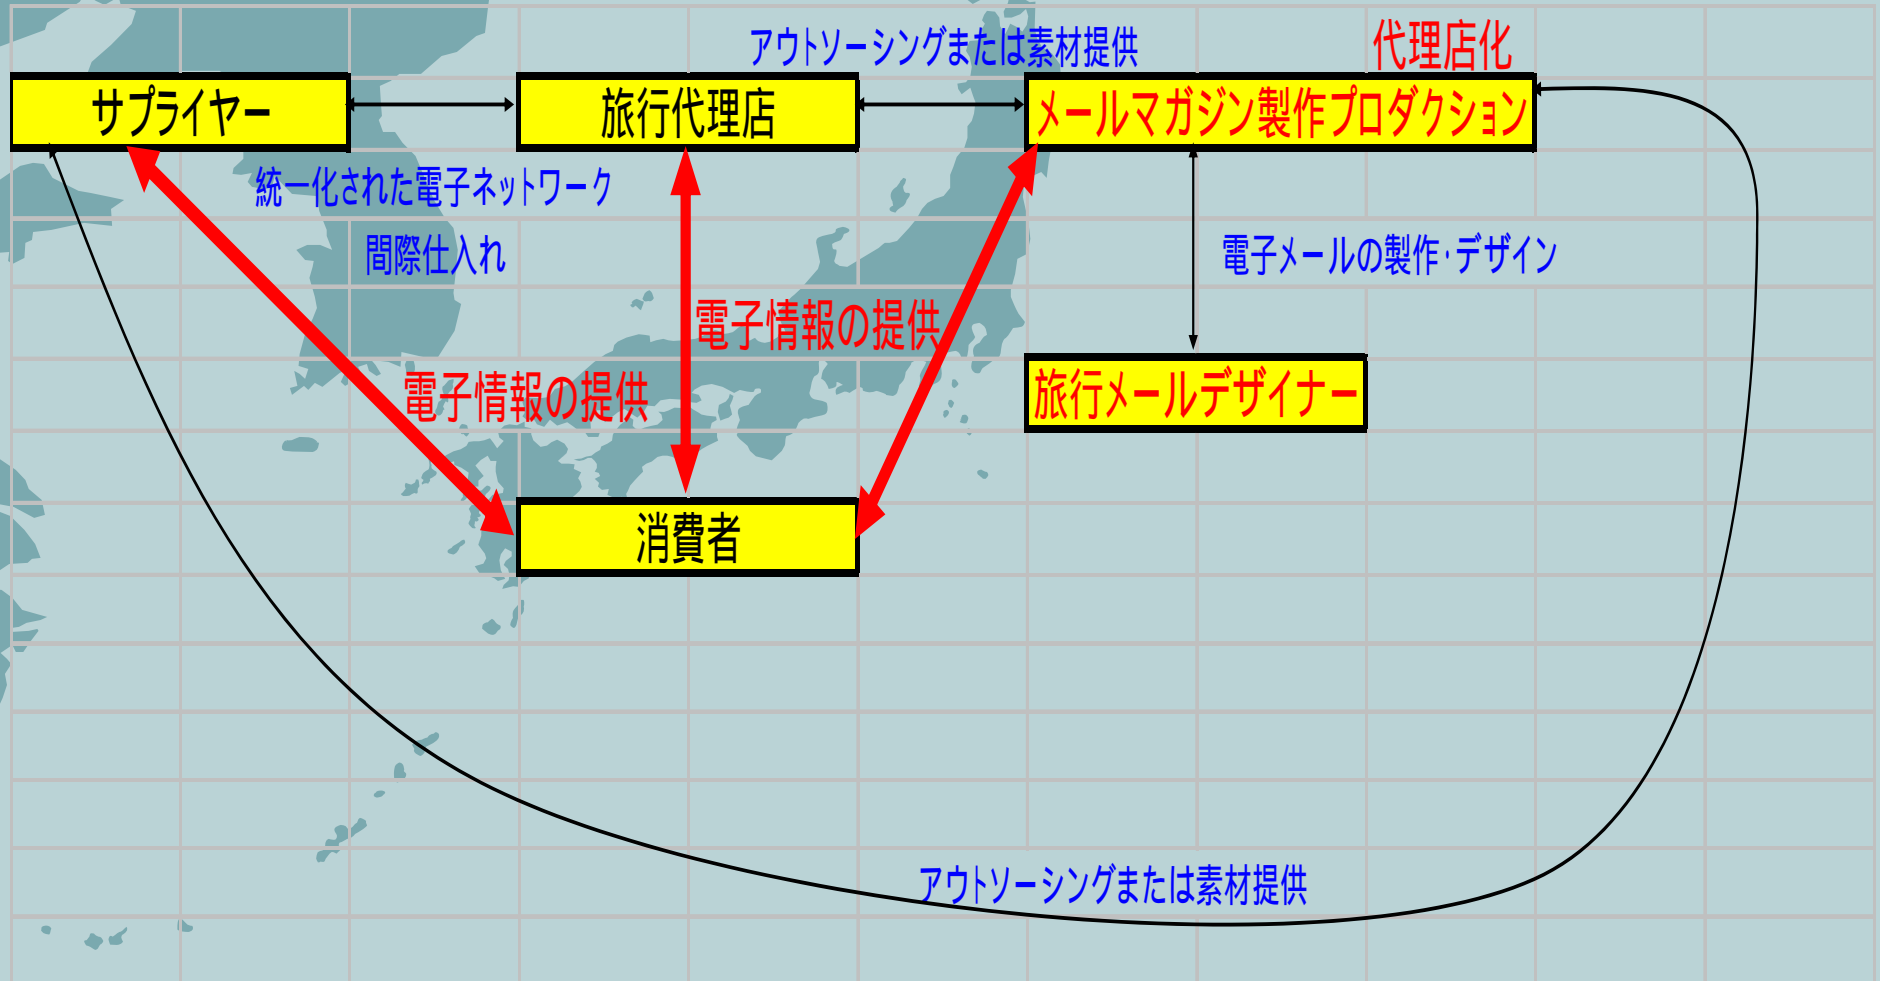 アウトソーシングまたは素材提供
代理店化
サプライヤー
旅行代理店
メールマガジン製作プロダクション
統一化された電子ネットワーク
間際仕入れ
電子メールの製作・デザイン
電子情報の提供
電子情報の提供
旅行メールデザイナー
消費者
アウトソーシングまたは素材提供